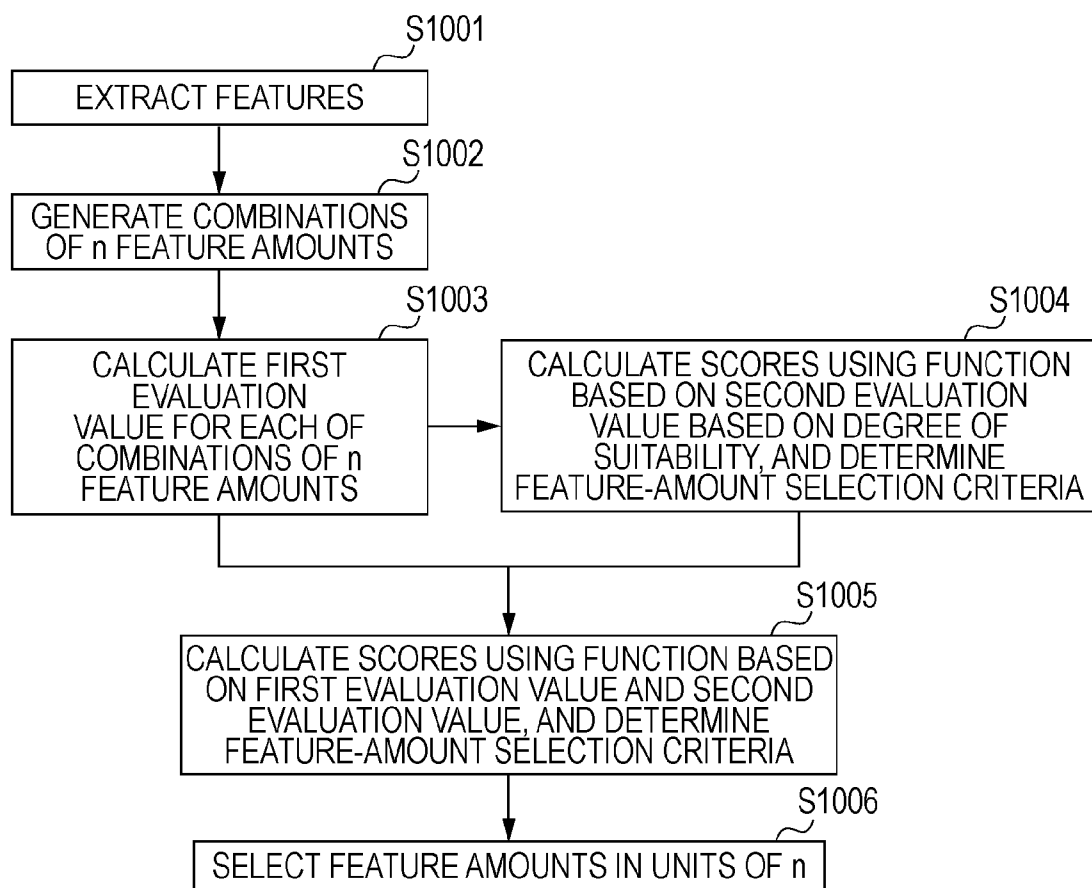 S1001
EXTRACT FEATURES
S1002
GENERATE COMBINATIONS
OF n FEATURE AMOUNTS
S1003
CALCULATE FIRST
EVALUATION
VALUE FOR EACH OF
COMBINATIONS OF n
FEATURE AMOUNTS
S1004
CALCULATE SCORES USING FUNCTION
BASED ON SECOND EVALUATION
VALUE BASED ON DEGREE OF
SUITABILITY, AND DETERMINE
FEATURE-AMOUNT SELECTION CRITERIA
S1005
CALCULATE SCORES USING FUNCTION BASED
ON FIRST EVALUATION VALUE AND SECOND
EVALUATION VALUE, AND DETERMINE
FEATURE-AMOUNT SELECTION CRITERIA
S1006
SELECT FEATURE AMOUNTS IN UNITS OF n